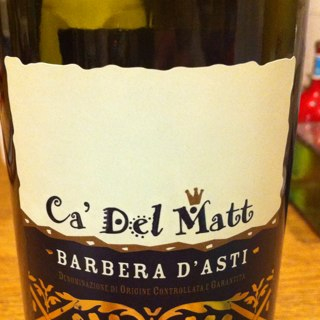 Ca' Del Matt
BARBERA D'ASTI
DENOMINAZIONE DI ORIGINE CONTROLLATA E GARANTITA